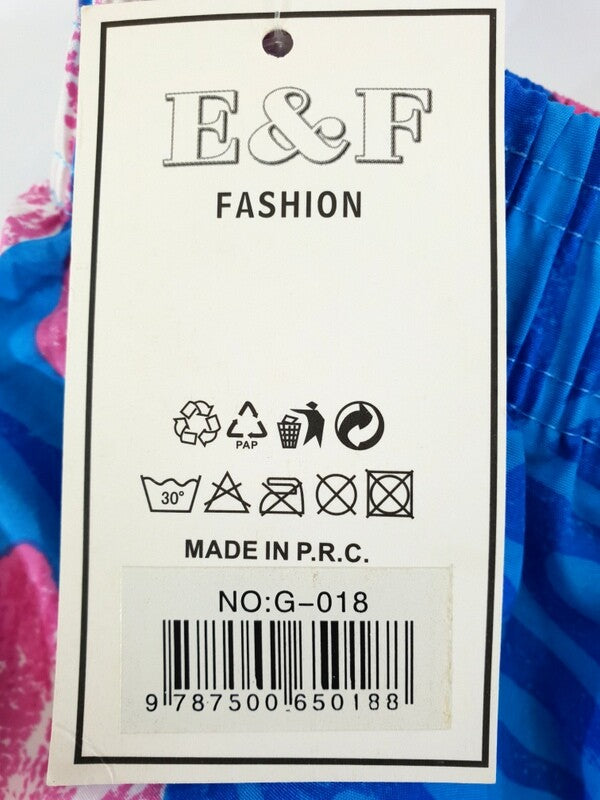 E&F
FASHION
PAP
30°
MADE IN P.R.C.
NO:G-018
9 787500 650188